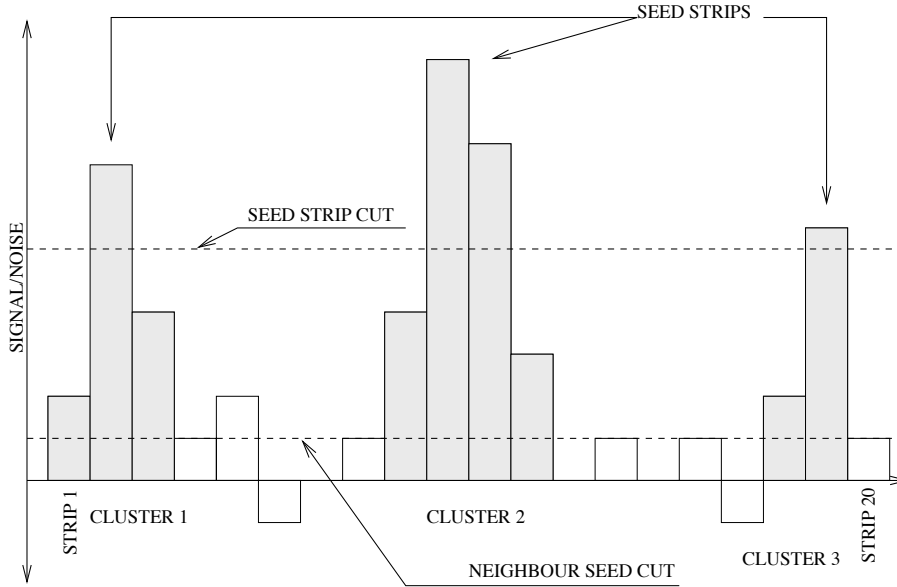 SEED STRIPS
SEED STRIP CUT
SIGNAL/NOISE
STRIP 1
CLUSTER 1
CLUSTER 2
STRIP 20
CLUSTER 3
NEIGHBOUR SEED CUT